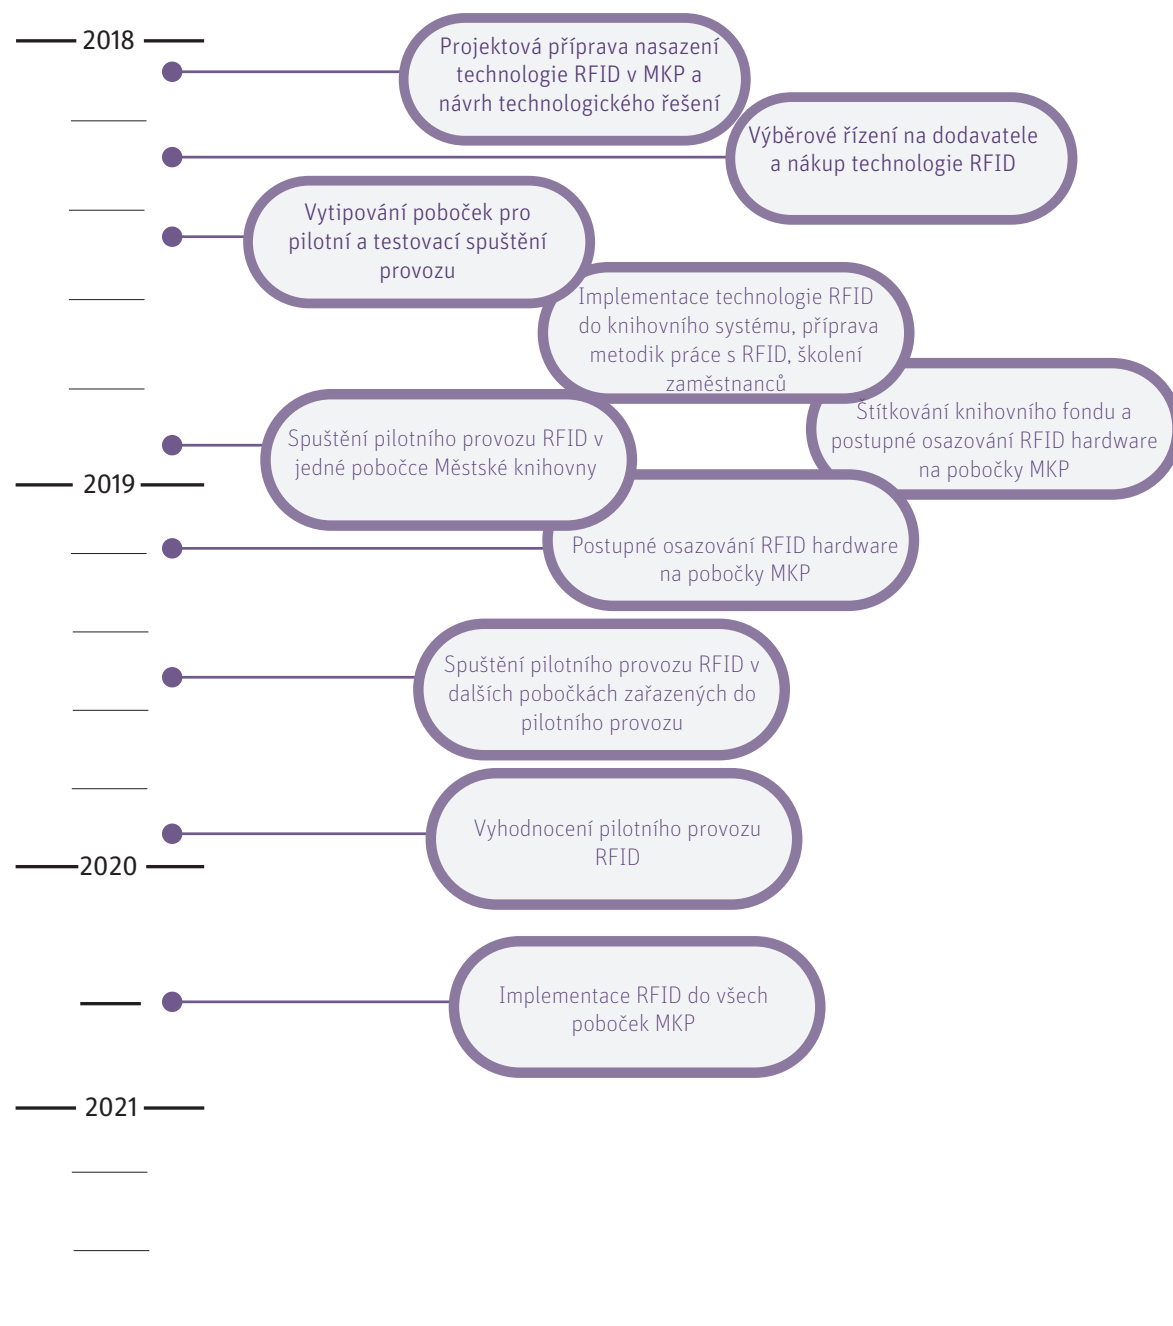 2018
Projektová příprava nasazení
technologie RFID v MKP a
návrh technologického řešení
Výběrové řízení na dodavatele
a nákup technologie RFID
Vytipování poboček pro
pilotní a testovací spuštění
provozu
Implementace technologie RFID
do knihovního systému, příprava
metodik práce s RFID, školení
zaměstnanců
Štítkování knihovního fondu a
postupné osazování RFID hardware
na pobočky MKP
Spuštění pilotního provozu RFID v
jedné pobočce Městské knihovny
2019
Postupné osazování RFID hardware
na pobočky MKP
Spuštění pilotního provozu RFID v
dalších pobočkách zařazených do
pilotního provozu
Vyhodnocení pilotního provozu
RFID
2020
Implementace RFID do všech
poboček MKP
2021